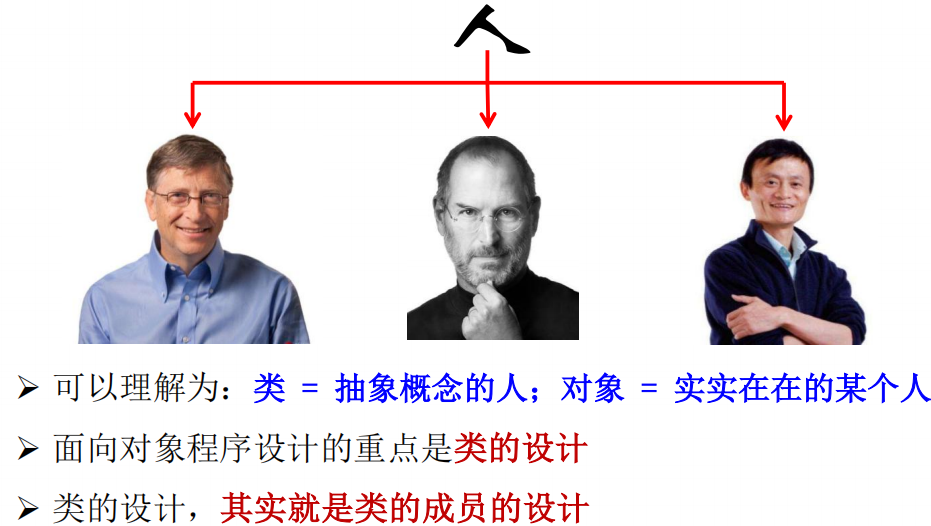 人
➢ 可以理解为：类 = 抽象概念的人；对象 = 实实在在的某个人
➢ 面向对象程序设计的重点是类的设计
➢ 类的设计，其实就是类的成员的设计